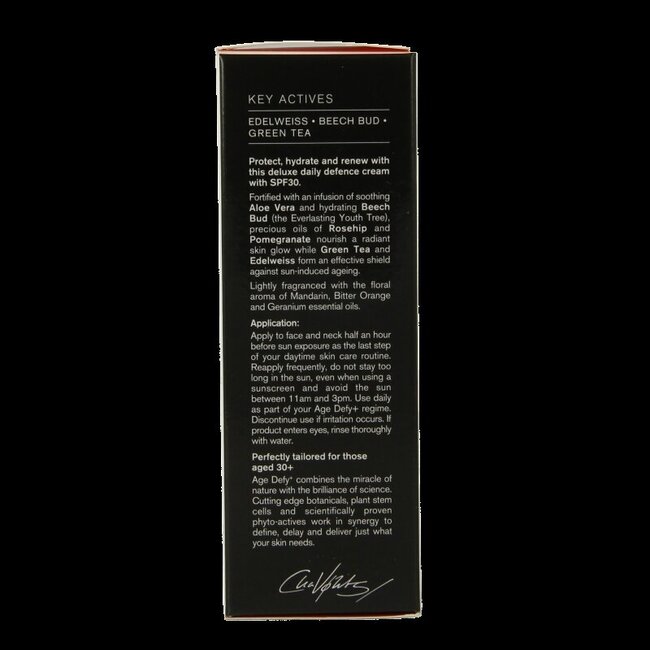 KEY ACTIVES
EDELWEISS • BEECH BUD •
GREEN TEA
Protect, hydrate and renew with
this deluxe daily defence cream
with SPF30.
Fortified with an infusion of soothing
Aloe Vera and hydrating Beech
Bud (the Everlasting Youth Tree),
precious oils of Rosehip and
Pomegranate nourish a radiant
skin glow while Green Tea and
Edelweiss form an effective shield
against sun-induced ageing.
Lightly fragranced with the floral
aroma of Mandarin, Bitter Orange
and Geranium essential oils.
Application:
Apply to face and neck half an hour
before sun exposure as the last step
of your daytime skin care routine.
Reapply frequently, do not stay too
long in the sun, even when using a
sunscreen and avoid the sun
between 11am and 3pm. Use daily
as part of your Age Defy+ regime.
Discontinue use if irritation occurs. If
product enters eyes, rinse thoroughly
with water.
Perfectly tailored for those
aged 30+
Age Defy+ combines the miracle of
nature with the brilliance of science.
Cutting edge botanicals, plant stem
cells and scientifically proven
phyto-actives work in synergy to
define, delay and deliver just what
your skin needs.